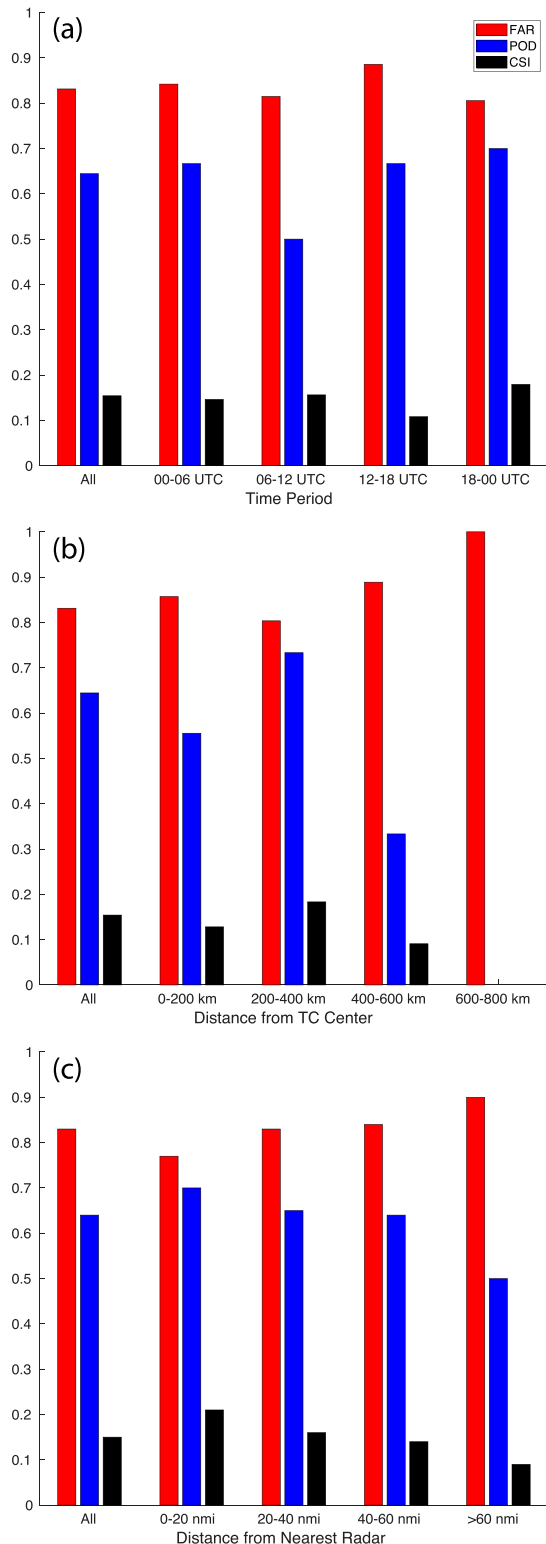 (a)
FAR
POD
CSI
1
0.9
0.8
0.7
0.6
0.5
0.4
0.3
0.2
0.1
0
All 00-06 UTC 06-12 UTC 12-18 UTC 18-00 UTC
Time Period
(b)
1
0.9
0.8
0.7
0.6
0.5
0.4
0.3
0.2
0.1
0
All 0-200 km 200-400 km 400-600 km 600-800 km
Distance from TC Center
(c)
1
0.9
0.8
0.7
0.6
0.5
0.4
0.3
0.2
0.1
0
All 0-20 nmi 20-40 nmi 40-60 nmi >60 nmi
Distance from Nearest Radar